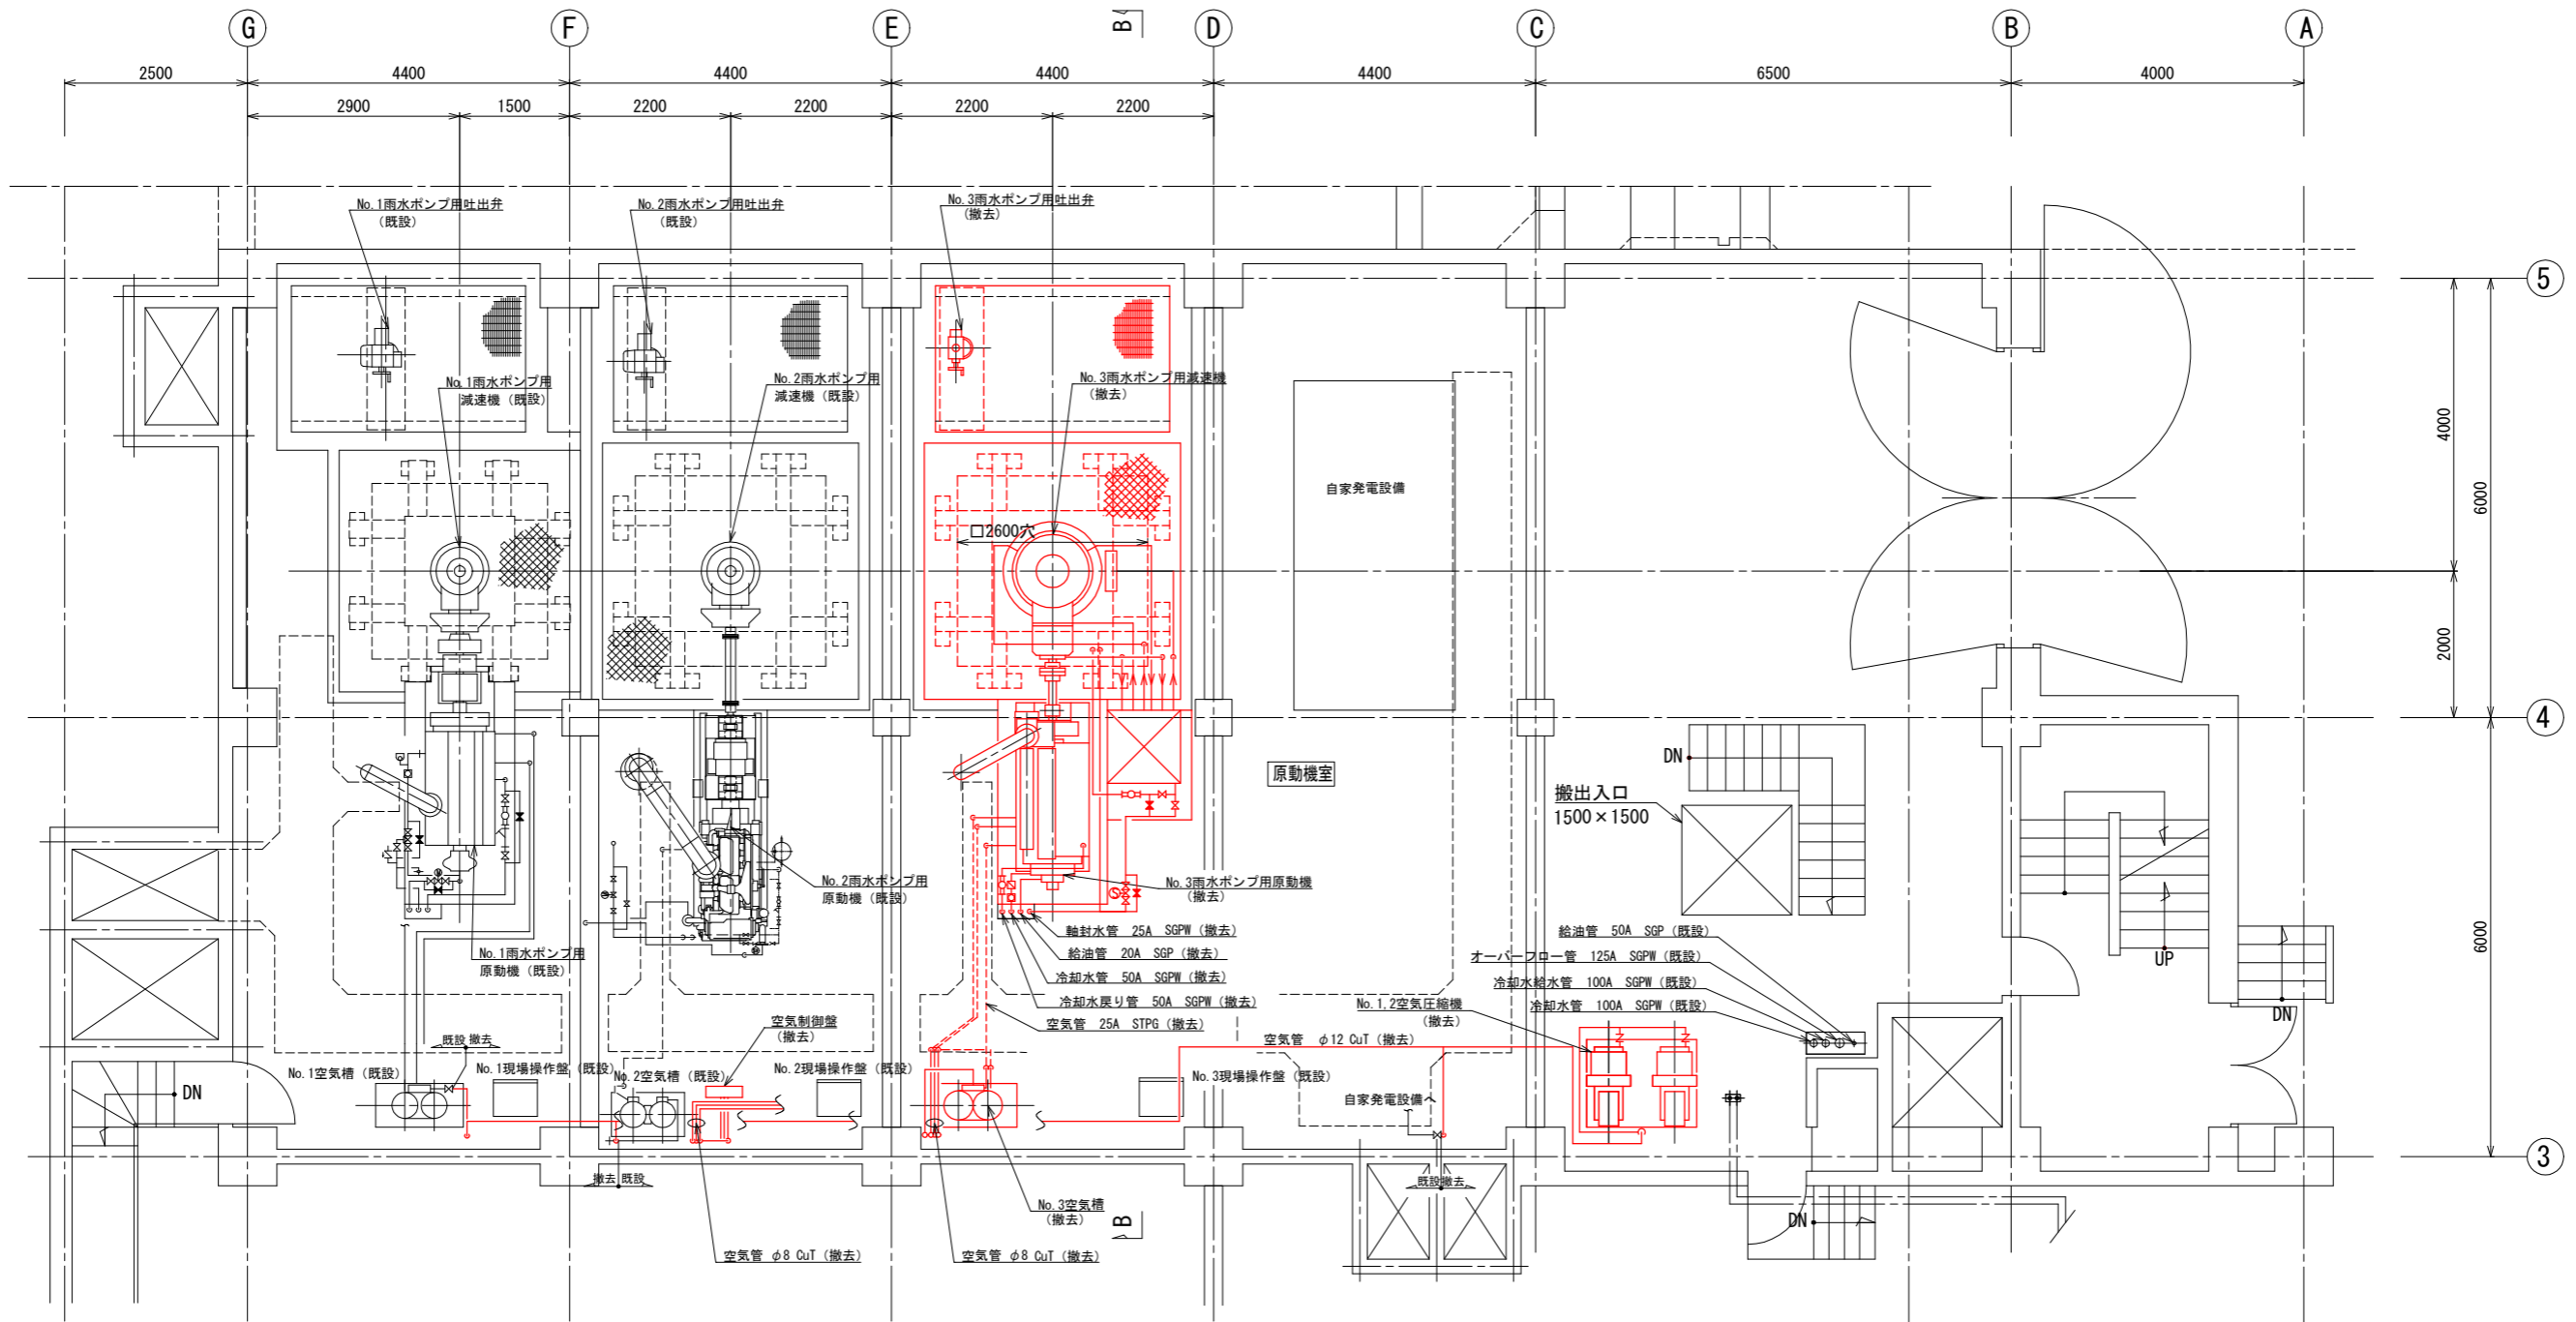 G
F
E
B
D
C
B
A
2500
4400
4400
4400
4400
6500
4000
2900
1500
2200
2200
2200
2200
No.1雨水ポンプ用吐出弁
(既設)
No.2雨水ポンプ用吐出弁
(既設)
No.3雨水ポンプ用吐出弁
(撤去)
5
No.1雨水ポンプ用
減速機(既設)
No.2雨水ポンプ用
減速機(既設)
No.3雨水ポンプ用減速機
(撤去)
4000
6000
自家発電設備
□2600穴
2000
4
原動機室
DN
搬出入口
1500×1500
No.2雨水ポンプ用
原動機(既設)
No.3雨水ポンプ用原動機
(撤去)
No.1雨水ポンプ用
原動機(既設)
軸封水管 25A SGPW(撤去)
給油管 20A SGP(撤去)
冷却水管 50A SGPW(撤去)
冷却水戻り管 50A SGPW(撤去)
空気管 25A STPG(撤去)
給油管 50A SGP(既設)
オーバーフロー管 125A SGPW(既設)
冷却水給水管 100A SGPW(既設)
冷却水管 100A SGPW(既設)
UP
DN
6000
No.1,2空気圧縮機
(撤去)
空気制御盤
(撤去)
空気管 φ12 CuT(撤去)
既設 撤去
No.1空気槽(既設)
No.1現場操作盤(既設)
No.2空気槽(既設)
No.2現場操作盤(既設)
No.3現場操作盤(既設)
DN
自家発電設備へ
3
撤去 既設
既設 撤去
No.3空気槽
(撤去)
B
DN
空気管 φ8 CuT(撤去)
空気管 φ8 CuT(撤去)